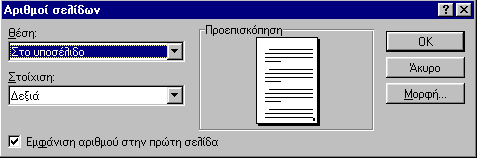 Αριθμοί σελίδων
Θέση:
Στο υποσέλιδο
Στοίχιση:
Δεξιά
Εμφάνιση αριθμού στην πρώτη σελίδα
Προεπισκόπηση
OK
Άκυρο
Μορφή...